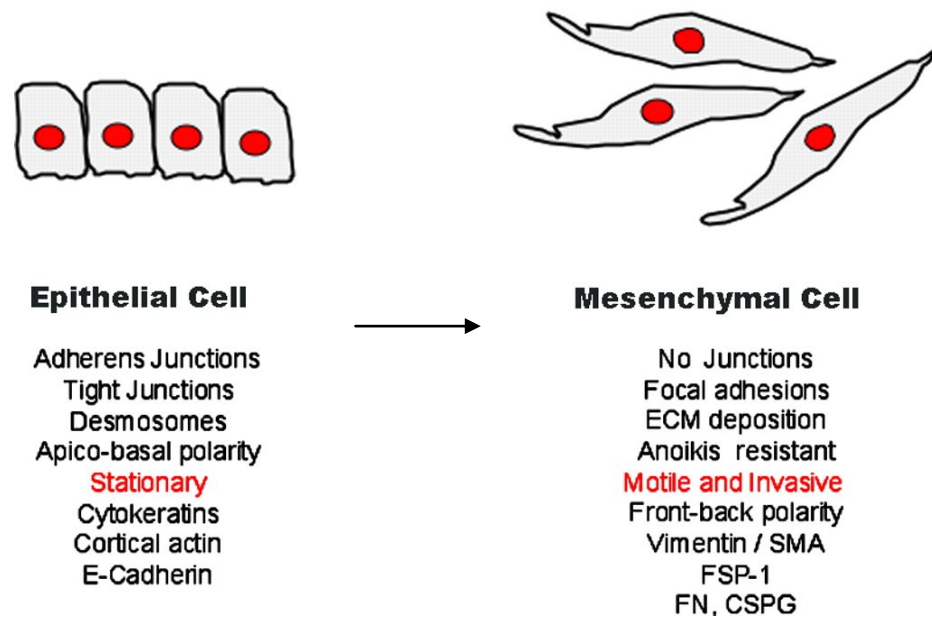 Epithelial Cell
Adherens Junctions
Tight Junctions
Desmosomes
Apico-basal polarity
Stationary
Cytokeratins
Cortical actin
E-Cadherin
Mesenchymal Cell
No Junctions
Focal adhesions
ECM deposition
Anoikis resistant
Motile and Invasive
Front-back polarity
Vimentin / SMA
FSP-1
FN, CSPG